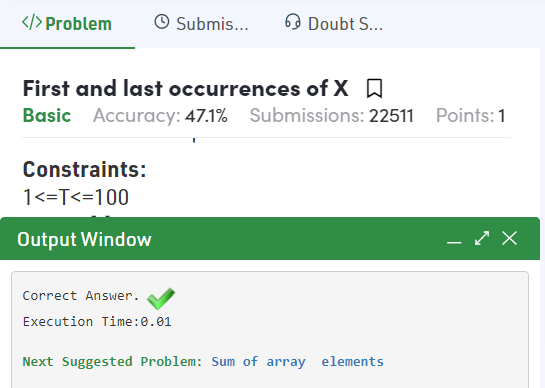 </> Problem Submis... Doubt S...
First and last occurrences of X
Basic Accuracy: 47.1% Submissions: 22511 Points: 1
Constraints:
1<=T<=100
Output Window
Correct Answer.
Execution Time:0.01
Next Suggested Problem: Sum of array elements